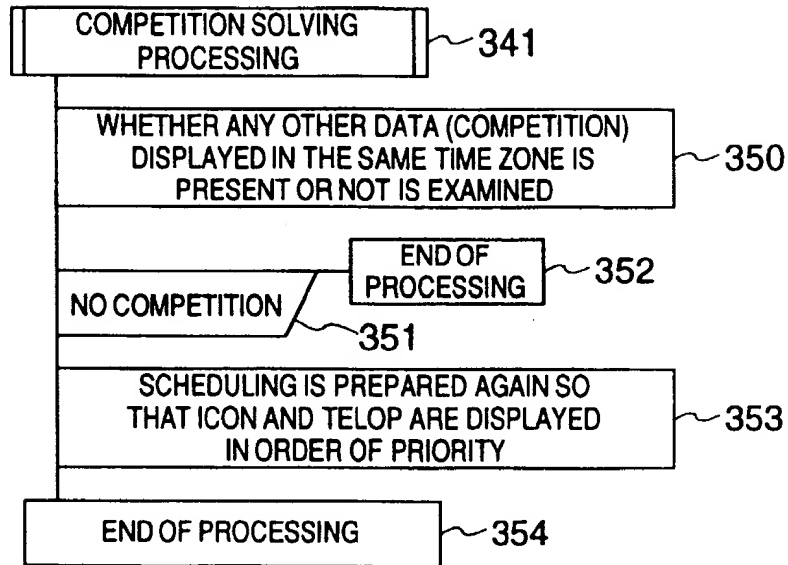 COMPETITION SOLVING
PROCESSING
341
WHETHER ANY OTHER DATA (COMPETITION)
DISPLAYED IN THE SAME TIME ZONE IS
PRESENT OR NOT IS EXAMINED
350
END OF
PROCESSING
352
NO COMPETITION
351
SCHEDULING IS PREPARED AGAIN SO
THAT ICON AND TELOP ARE DISPLAYED
IN ORDER OF PRIORITY
353
END OF PROCESSING
354